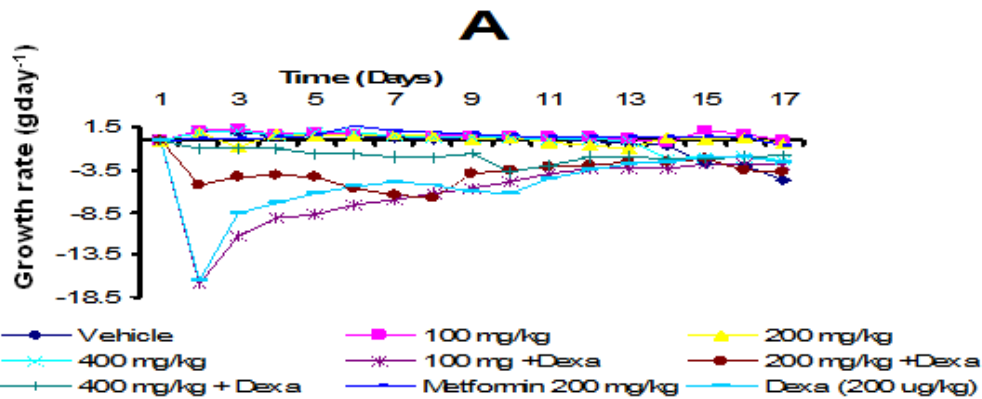 A
Time (Days)
1 3 5 7 9 11 13 15 17
Growth rate (gday⁻¹)
1.5
-3.5
-8.5
-13.5
-18.5
Vehicle 100 mg/kg 200 mg/kg
400 mg/kg 100 mg +Dexa 200 mg/kg +Dexa
400 mg/kg + Dexa Metformin 200 mg/kg Dexa (200 ug/kg)